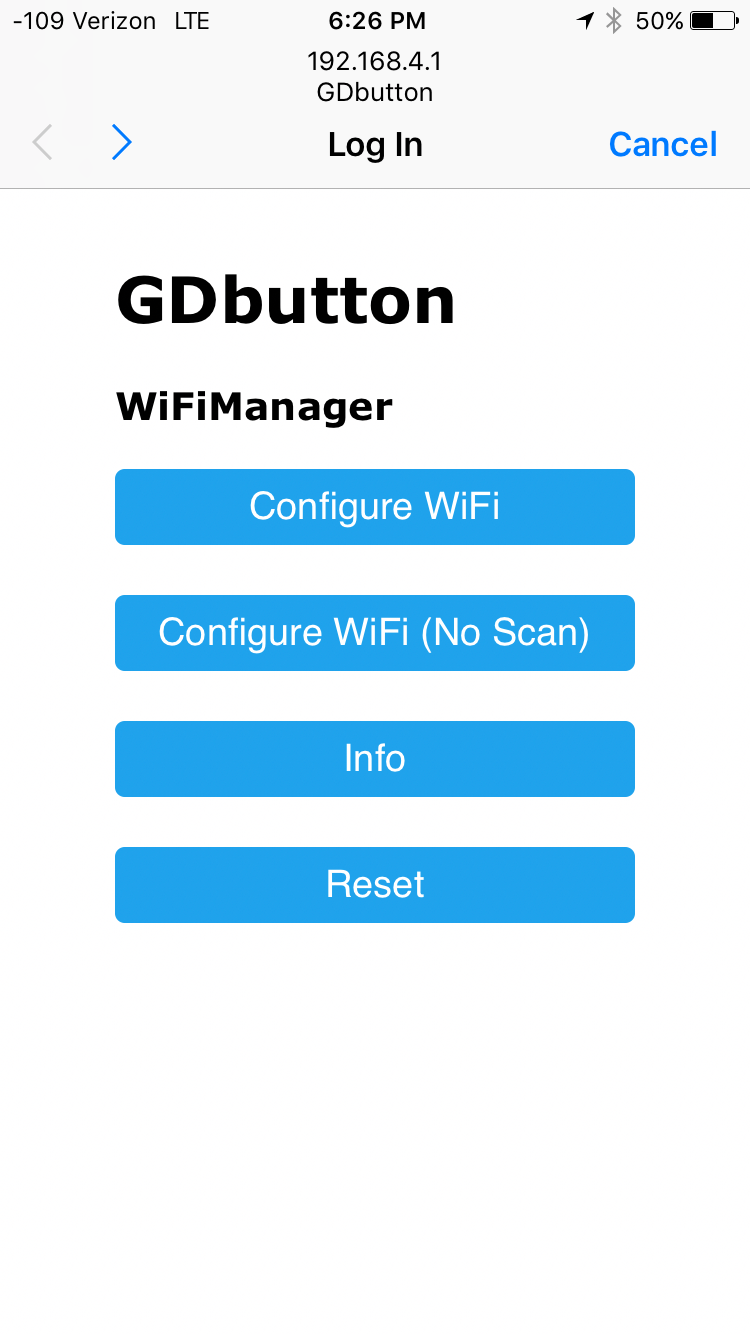 -109 Verizon LTE 6:26 PM 50%
192.168.4.1
GDbutton
Log In Cancel
GDbutton
WiFiManager
Configure WiFi
Configure WiFi (No Scan)
Info
Reset